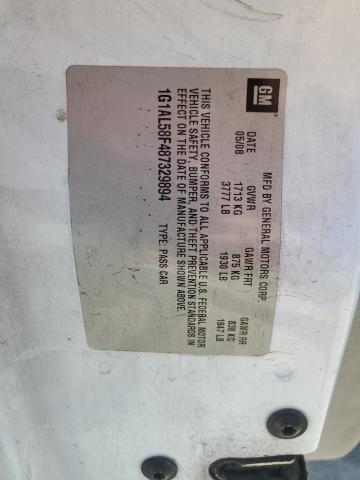 GM
MFD BY GENERAL MOTORS CORP
DATE GVWR GAWR FRT GAWR RR
05/08 1713 KG 875 KG 838 KG
3777 LB 1930 LB 1847 LB
THIS VEHICLE CONFORMS TO ALL APPLICABLE U.S. FEDERAL MOTOR
VEHICLE SAFETY, BUMPER, AND THEFT PREVENTION STANDARDS IN
EFFECT ON THE DATE OF MANUFACTURE SHOWN ABOVE.
1G1AL58F487329894 TYPE: PASS CAR